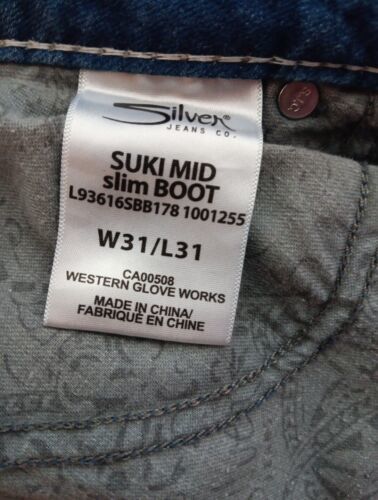 Silver®
JEANS CO.
SUKI MID
slim BOOT
L93616SBB178 1001255
W31/L31
CA00508
WESTERN GLOVE WORKS
MADE IN CHINA/
FABRIQUÉ EN CHINE